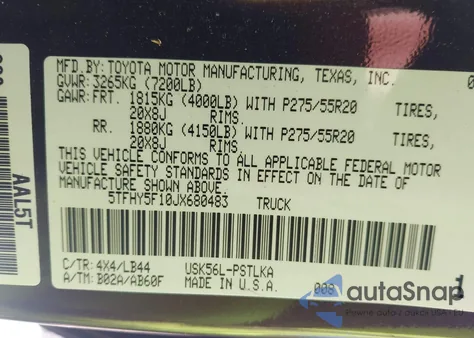 MFD.BY: TOYOTA MOTOR MANUFACTURING, TEXAS, INC.
GVWR: 3265KG (7200LB)
GAWR: FRT. 1815KG (4000LB) WITH P275/55R20 TIRES,
20X8J RIMS.
RR. 1880KG (4150LB) WITH P275/55R20 TIRES,
20X8J RIMS.
THIS VEHICLE CONFORMS TO ALL APPLICABLE FEDERAL MOTOR
VEHICLE SAFETY STANDARDS IN EFFECT ON THE DATE OF
MANUFACTURE SHOWN ABOVE.
5TFHY5F10JX680483 TRUCK
C/TR: 4X4/LB44 USK56L-PSTLKA
A/TM: B02A/AB60F MADE IN U.S.A. 008
AAL5T
autoSnap